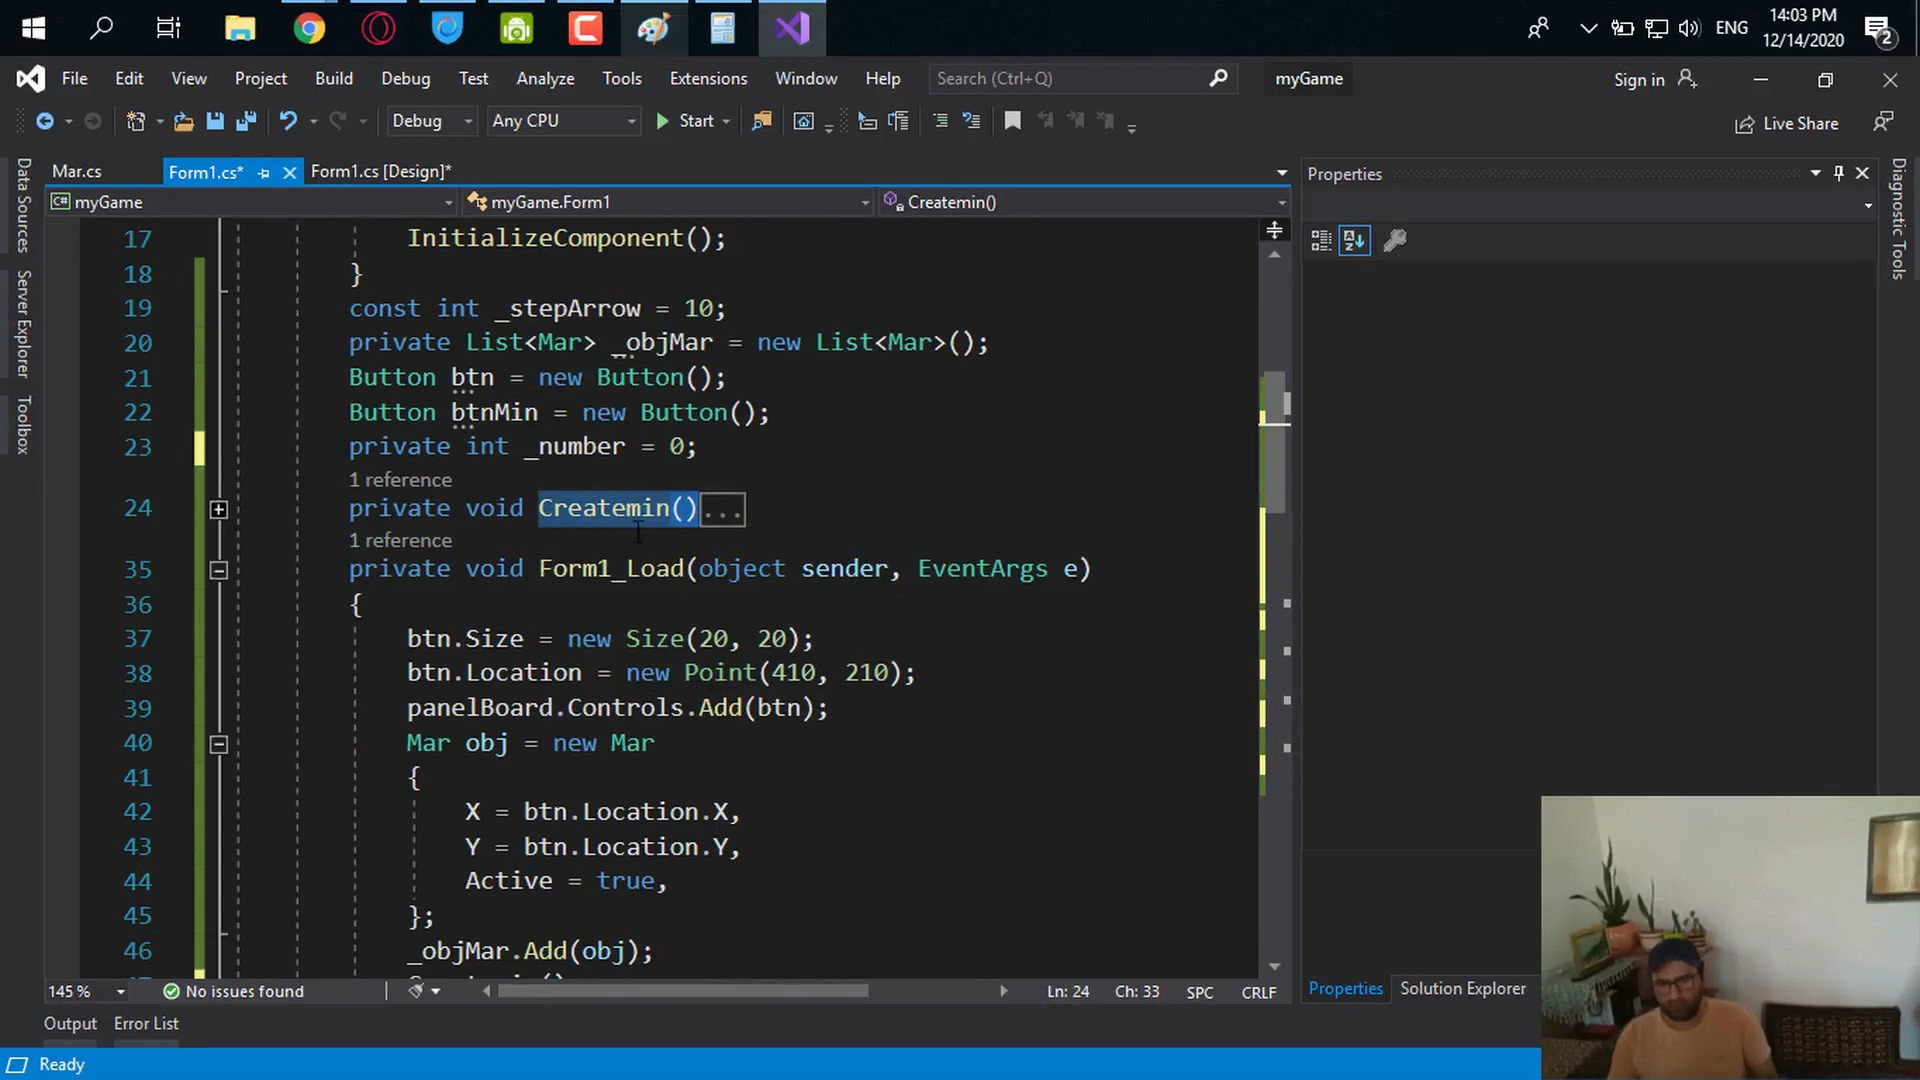 ENG
14:03 PM
12/14/2020
2
File Edit View Project Build Debug Test Analyze Tools Extensions Window Help
Search (Ctrl+Q)
myGame
Sign in
Debug
Any CPU
Start
Live Share
Mar.cs
Form1.cs*
Form1.cs [Design]*
Properties
myGame
myGame.Form1
Createmin()
Data Sources
Server Explorer
Toolbox
Diagnostic Tools
17 InitializeComponent();
18 }
19 const int _stepArrow = 10;
20 private List<Mar> _objMar = new List<Mar>();
21 Button btn = new Button();
22 Button btnMin = new Button();
23 private int _number = 0;
1 reference
24 private void Createmin()...
1 reference
35 private void Form1_Load(object sender, EventArgs e)
36 {
37 btn.Size = new Size(20, 20);
38 btn.Location = new Point(410, 210);
39 panelBoard.Controls.Add(btn);
40 Mar obj = new Mar
41 {
42 X = btn.Location.X,
43 Y = btn.Location.Y,
44 Active = true,
45 };
46 _objMar.Add(obj);
145 %
No issues found
Ln: 24
Ch: 33
SPC
CRLF
Properties
Solution Explorer
Output
Error List
Ready